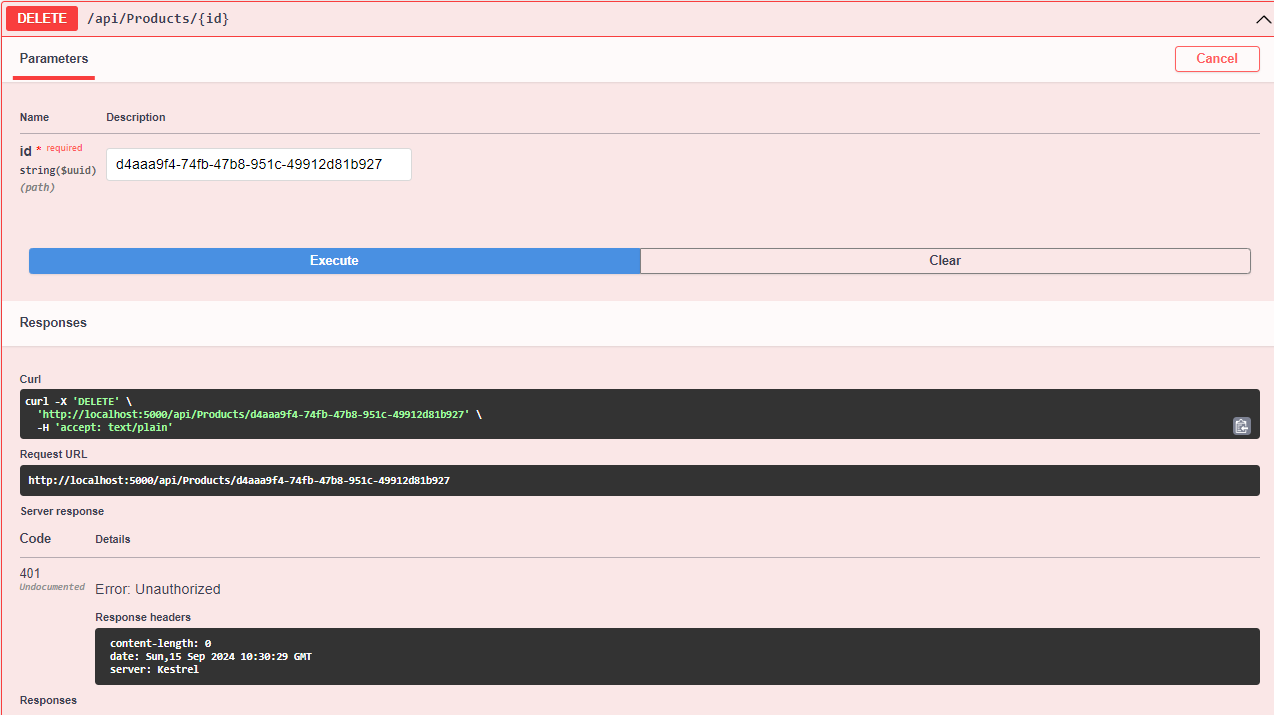 DELETE /api/Products/{id}
Parameters
Cancel
Name Description
id * required
string($uuid)
(path)
d4aaa9f4-74fb-47b8-951c-49912d81b927
Execute Clear
Responses
Curl
curl -X 'DELETE' \
'http://localhost:5000/api/Products/d4aaa9f4-74fb-47b8-951c-49912d81b927' \
-H 'accept: text/plain'
Request URL
http://localhost:5000/api/Products/d4aaa9f4-74fb-47b8-951c-49912d81b927
Server response
Code Details
401
Undocumented
Error: Unauthorized
Response headers
content-length: 0
date: Sun,15 Sep 2024 10:30:29 GMT
server: Kestrel
Responses